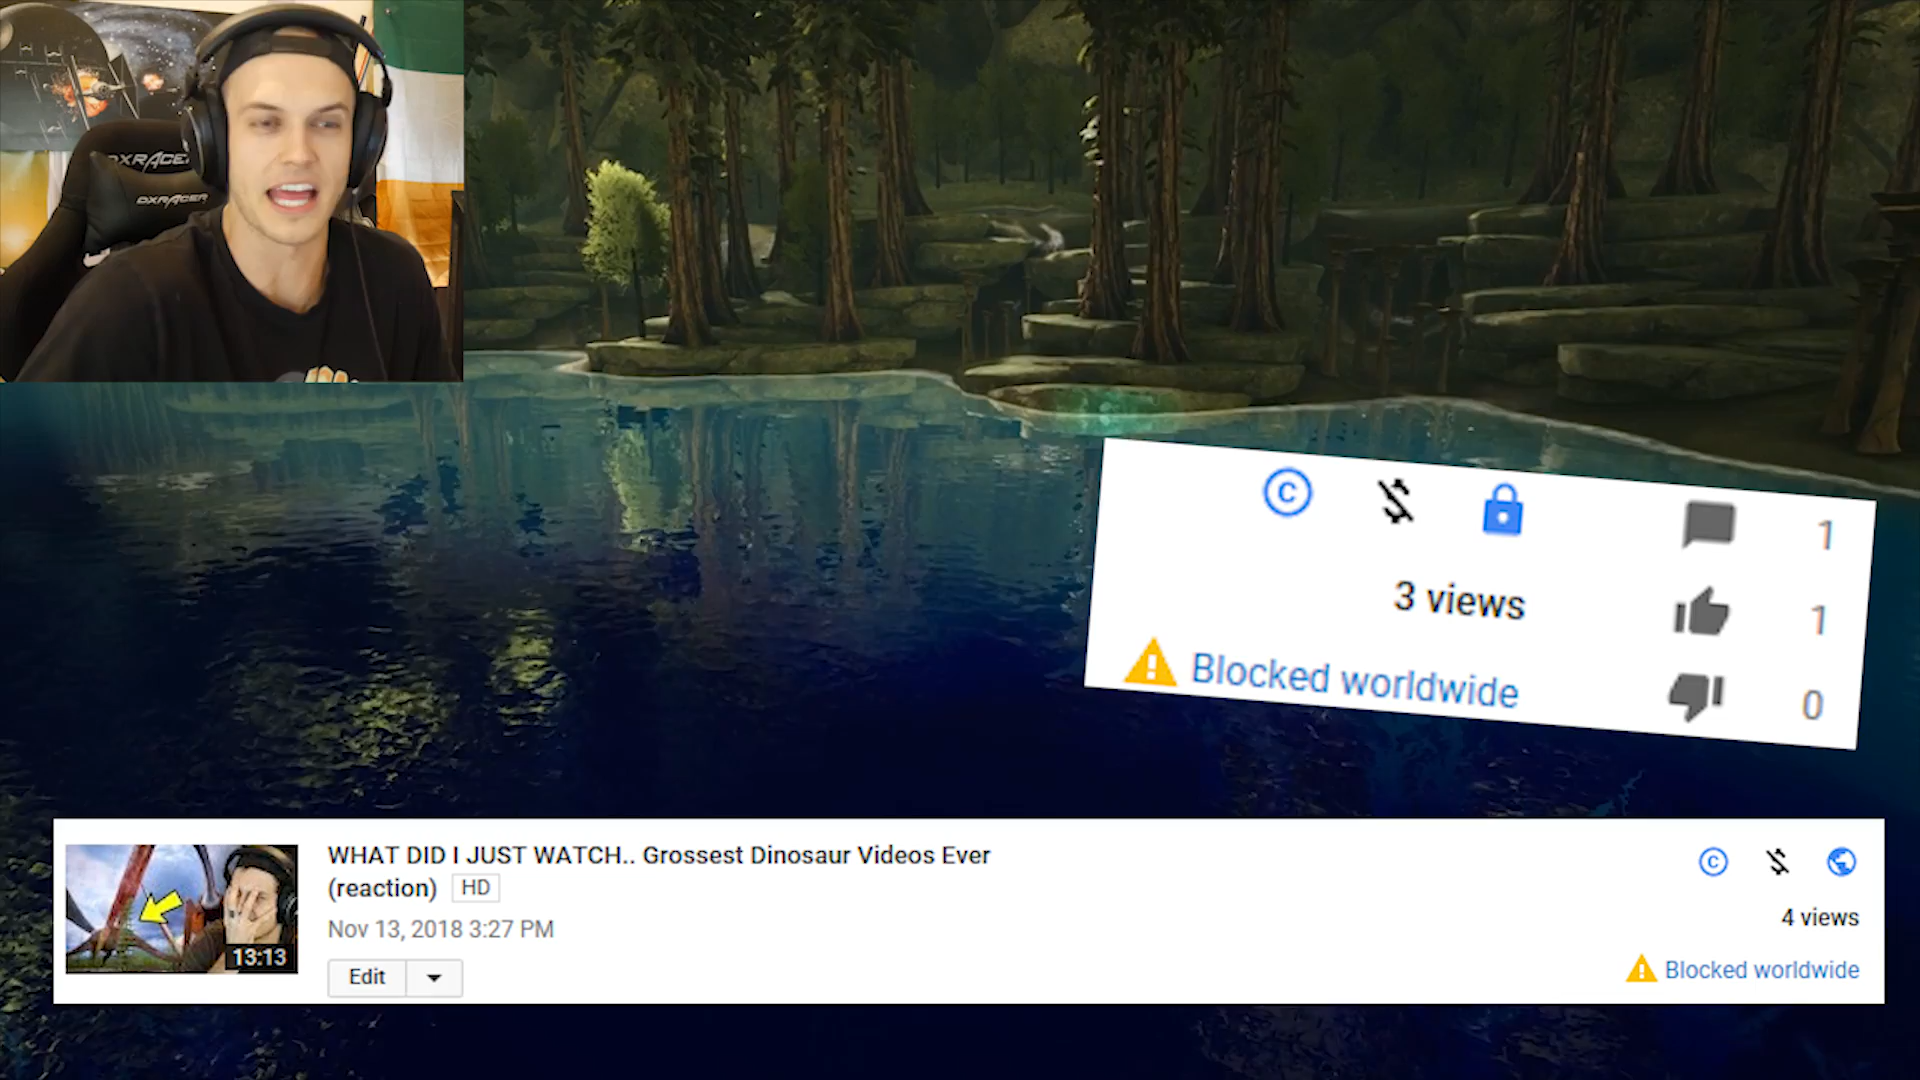 DXRACER
DXRACER
C
3 views
Blocked worldwide
1
1
0
WHAT DID I JUST WATCH.. Grossest Dinosaur Videos Ever
(reaction) HD
Nov 13, 2018 3:27 PM
Edit
13:13
C
4 views
Blocked worldwide